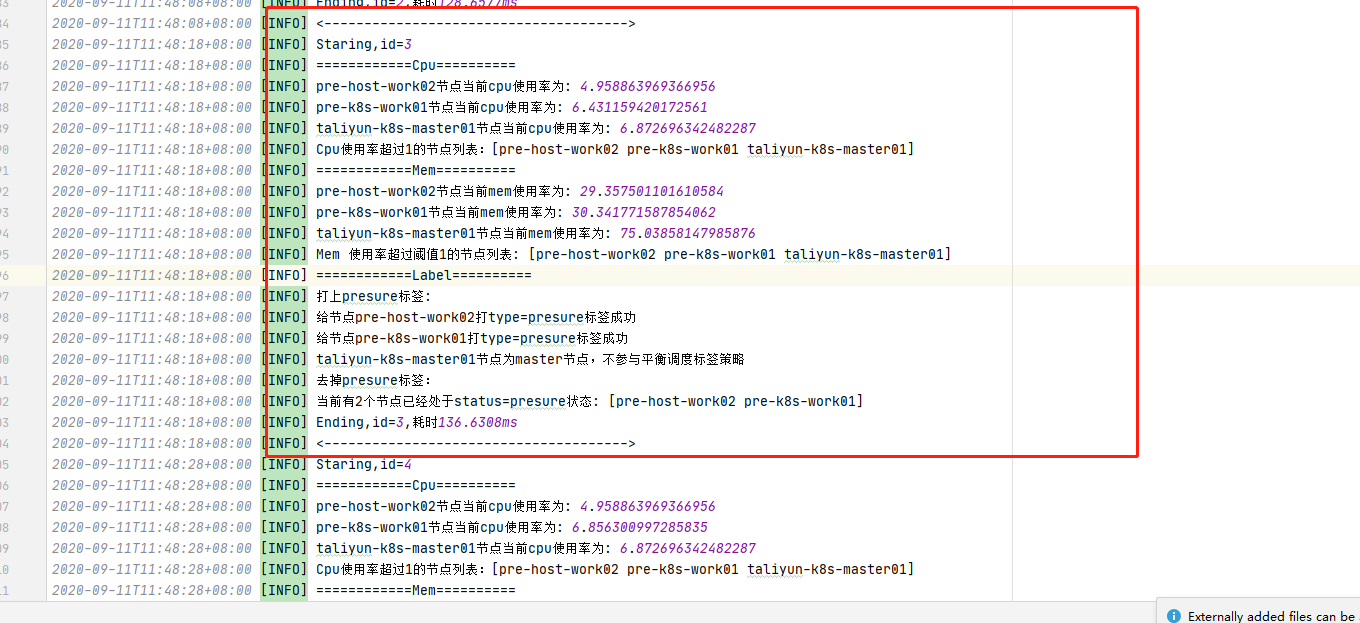 2020-09-11T11:48:08+08:00 [INFO] Ending,id=2,耗时128.6577ms
2020-09-11T11:48:08+08:00 [INFO] <-------------------------------------->
2020-09-11T11:48:18+08:00 [INFO] Staring,id=3
2020-09-11T11:48:18+08:00 [INFO] ============Cpu==========
2020-09-11T11:48:18+08:00 [INFO] pre-host-work02节点当前cpu使用率为: 4.958863969366956
2020-09-11T11:48:18+08:00 [INFO] pre-k8s-work01节点当前cpu使用率为: 6.431159420172561
2020-09-11T11:48:18+08:00 [INFO] taliyun-k8s-master01节点当前cpu使用率为: 6.872696342482287
2020-09-11T11:48:18+08:00 [INFO] Cpu使用率超过1的节点列表：[pre-host-work02 pre-k8s-work01 taliyun-k8s-master01]
2020-09-11T11:48:18+08:00 [INFO] ============Mem==========
2020-09-11T11:48:18+08:00 [INFO] pre-host-work02节点当前mem使用率为: 29.357501101610584
2020-09-11T11:48:18+08:00 [INFO] pre-k8s-work01节点当前mem使用率为: 30.341771587854062
2020-09-11T11:48:18+08:00 [INFO] taliyun-k8s-master01节点当前mem使用率为: 75.03858147985876
2020-09-11T11:48:18+08:00 [INFO] Mem 使用率超过阈值1的节点列表: [pre-host-work02 pre-k8s-work01 taliyun-k8s-master01]
2020-09-11T11:48:18+08:00 [INFO] ============Label==========
2020-09-11T11:48:18+08:00 [INFO] 打上presure标签:
2020-09-11T11:48:18+08:00 [INFO] 给节点pre-host-work02打type=presure标签成功
2020-09-11T11:48:18+08:00 [INFO] 给节点pre-k8s-work01打type=presure标签成功
2020-09-11T11:48:18+08:00 [INFO] taliyun-k8s-master01节点为master节点，不参与平衡调度标签策略
2020-09-11T11:48:18+08:00 [INFO] 去掉presure标签:
2020-09-11T11:48:18+08:00 [INFO] 当前有2个节点已经处于status=presure状态: [pre-host-work02 pre-k8s-work01]
2020-09-11T11:48:18+08:00 [INFO] Ending,id=3,耗时136.6308ms
2020-09-11T11:48:18+08:00 [INFO] <-------------------------------------->
2020-09-11T11:48:28+08:00 [INFO] Staring,id=4
2020-09-11T11:48:28+08:00 [INFO] ============Cpu==========
2020-09-11T11:48:28+08:00 [INFO] pre-host-work02节点当前cpu使用率为: 4.958863969366956
2020-09-11T11:48:28+08:00 [INFO] pre-k8s-work01节点当前cpu使用率为: 6.856300997285835
2020-09-11T11:48:28+08:00 [INFO] taliyun-k8s-master01节点当前cpu使用率为: 6.872696342482287
2020-09-11T11:48:28+08:00 [INFO] Cpu使用率超过1的节点列表：[pre-host-work02 pre-k8s-work01 taliyun-k8s-master01]
2020-09-11T11:48:28+08:00 [INFO] ============Mem==========
Externally added files can be